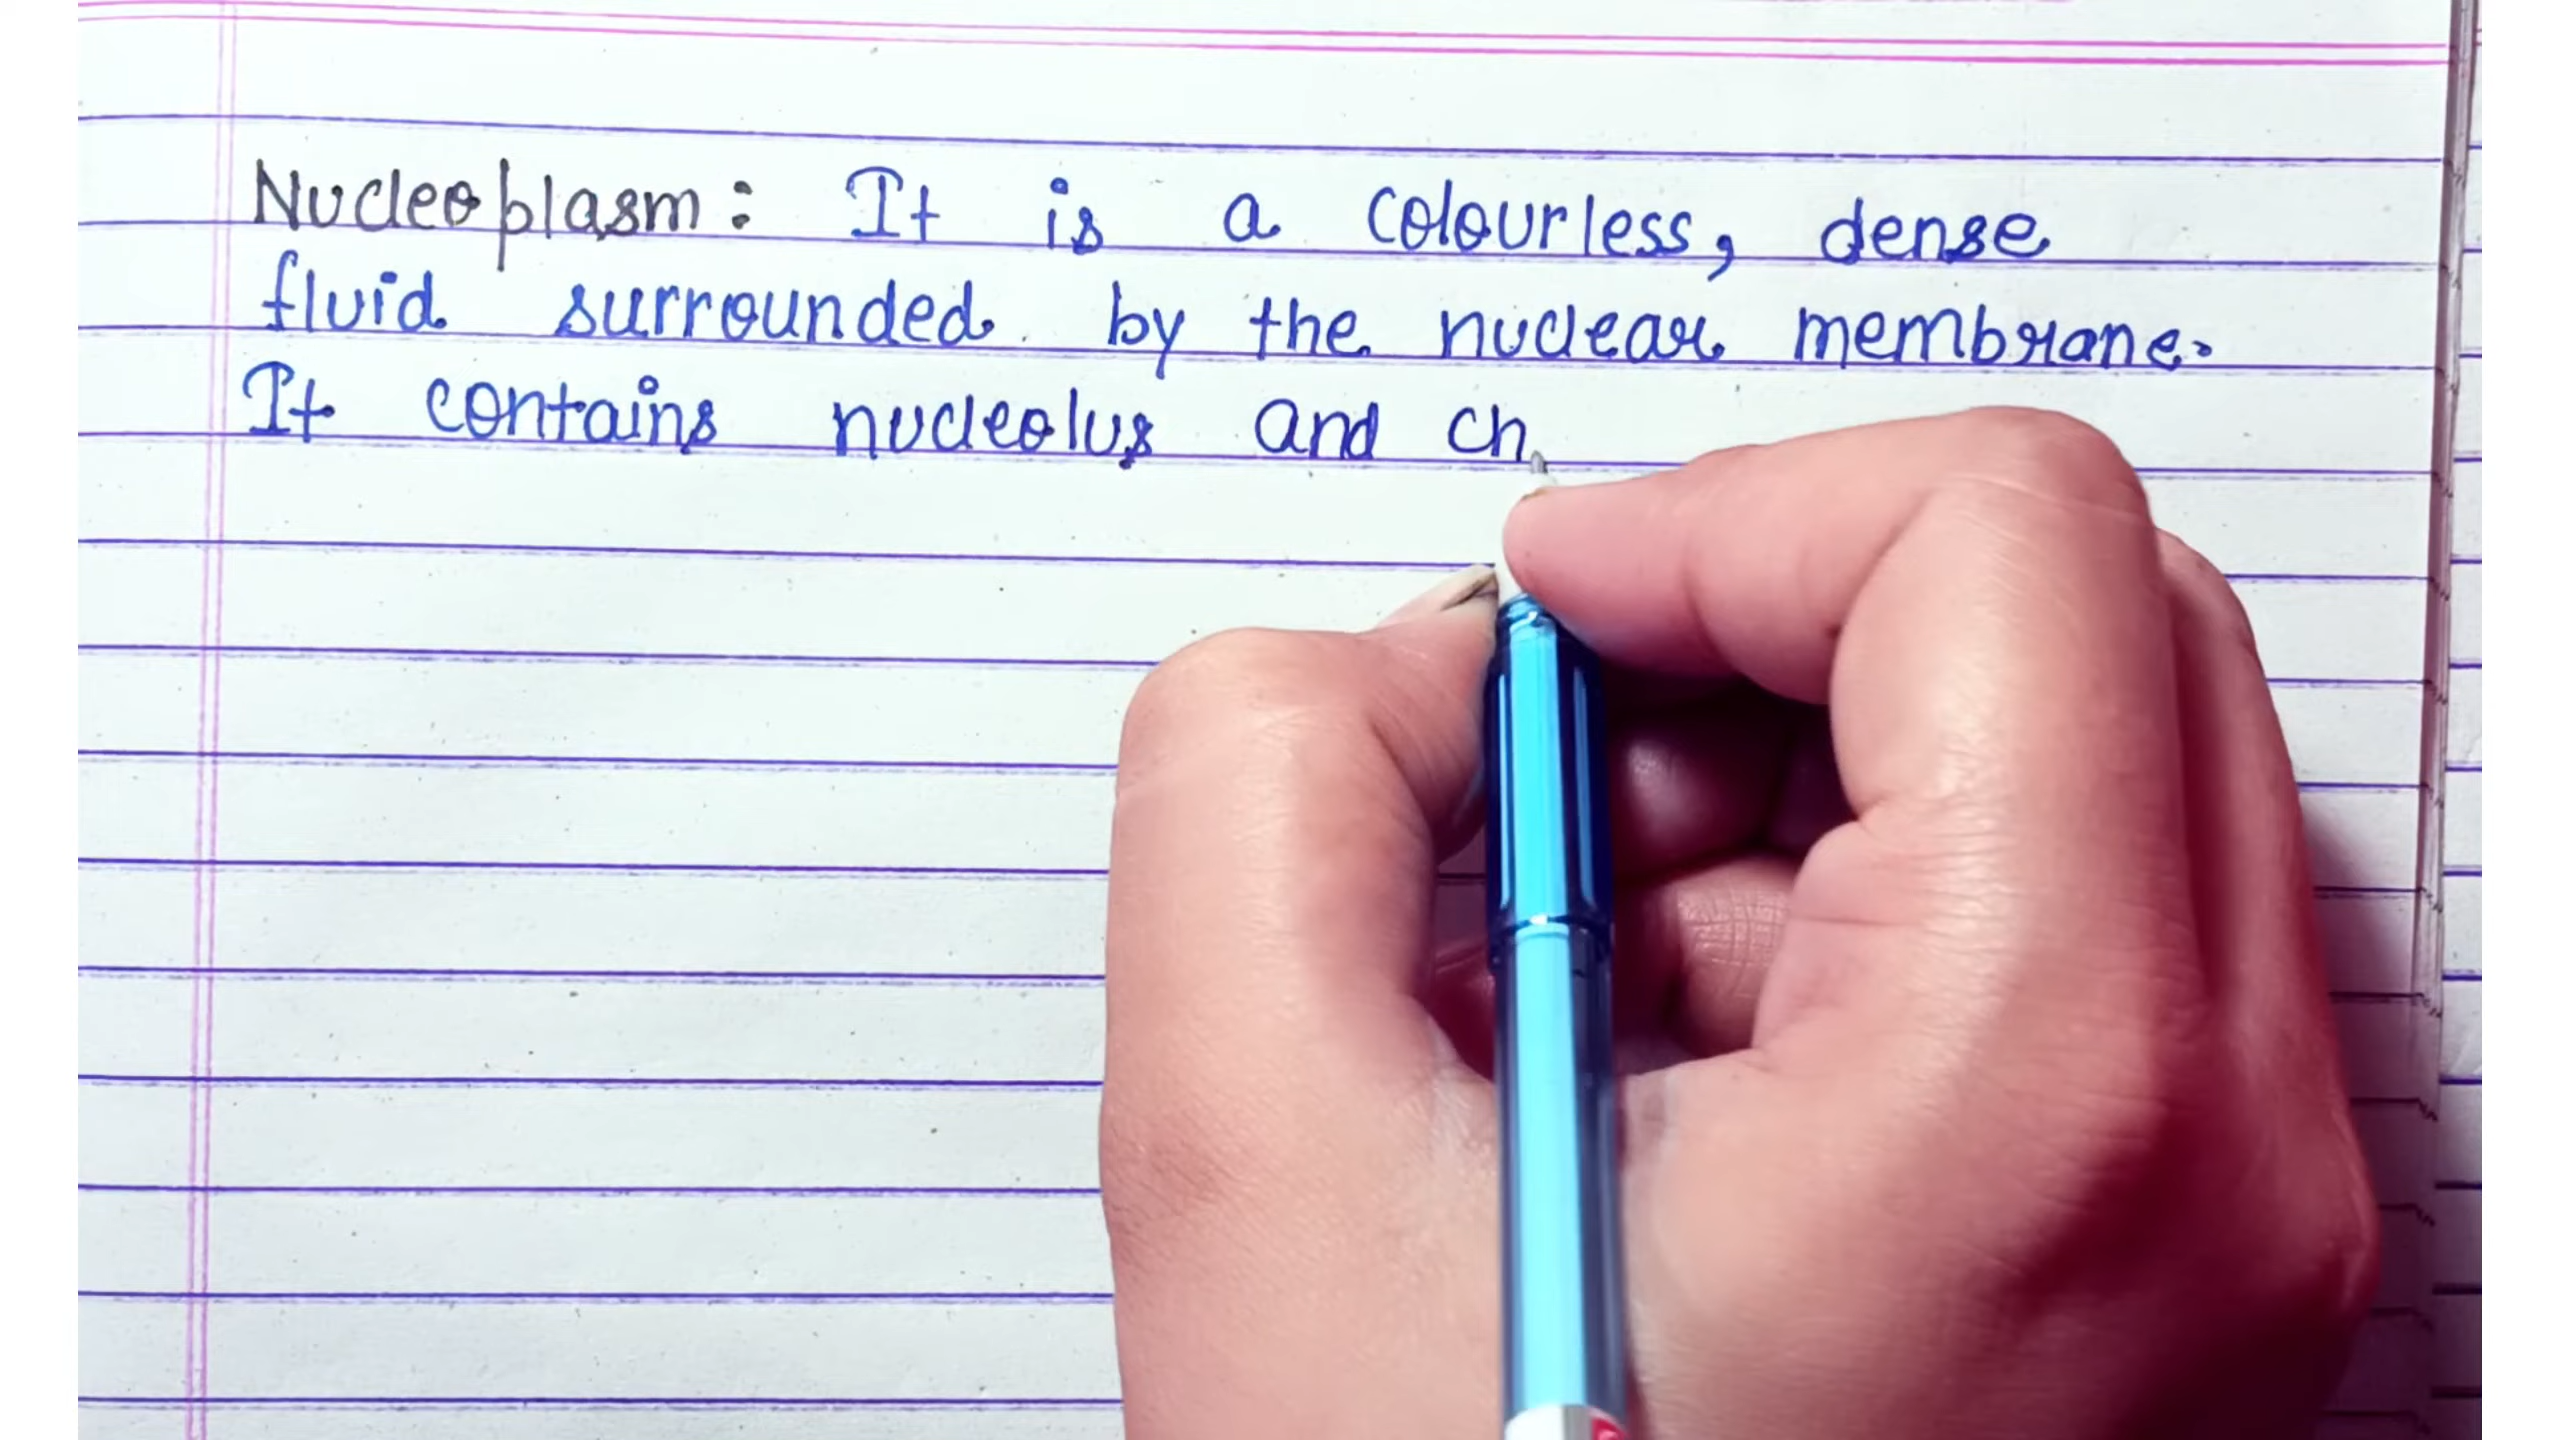 Nucleoplasm: It is a colourless, dense
fluid surrounded by the nuclear membrane.
It contains nucleolus and ch